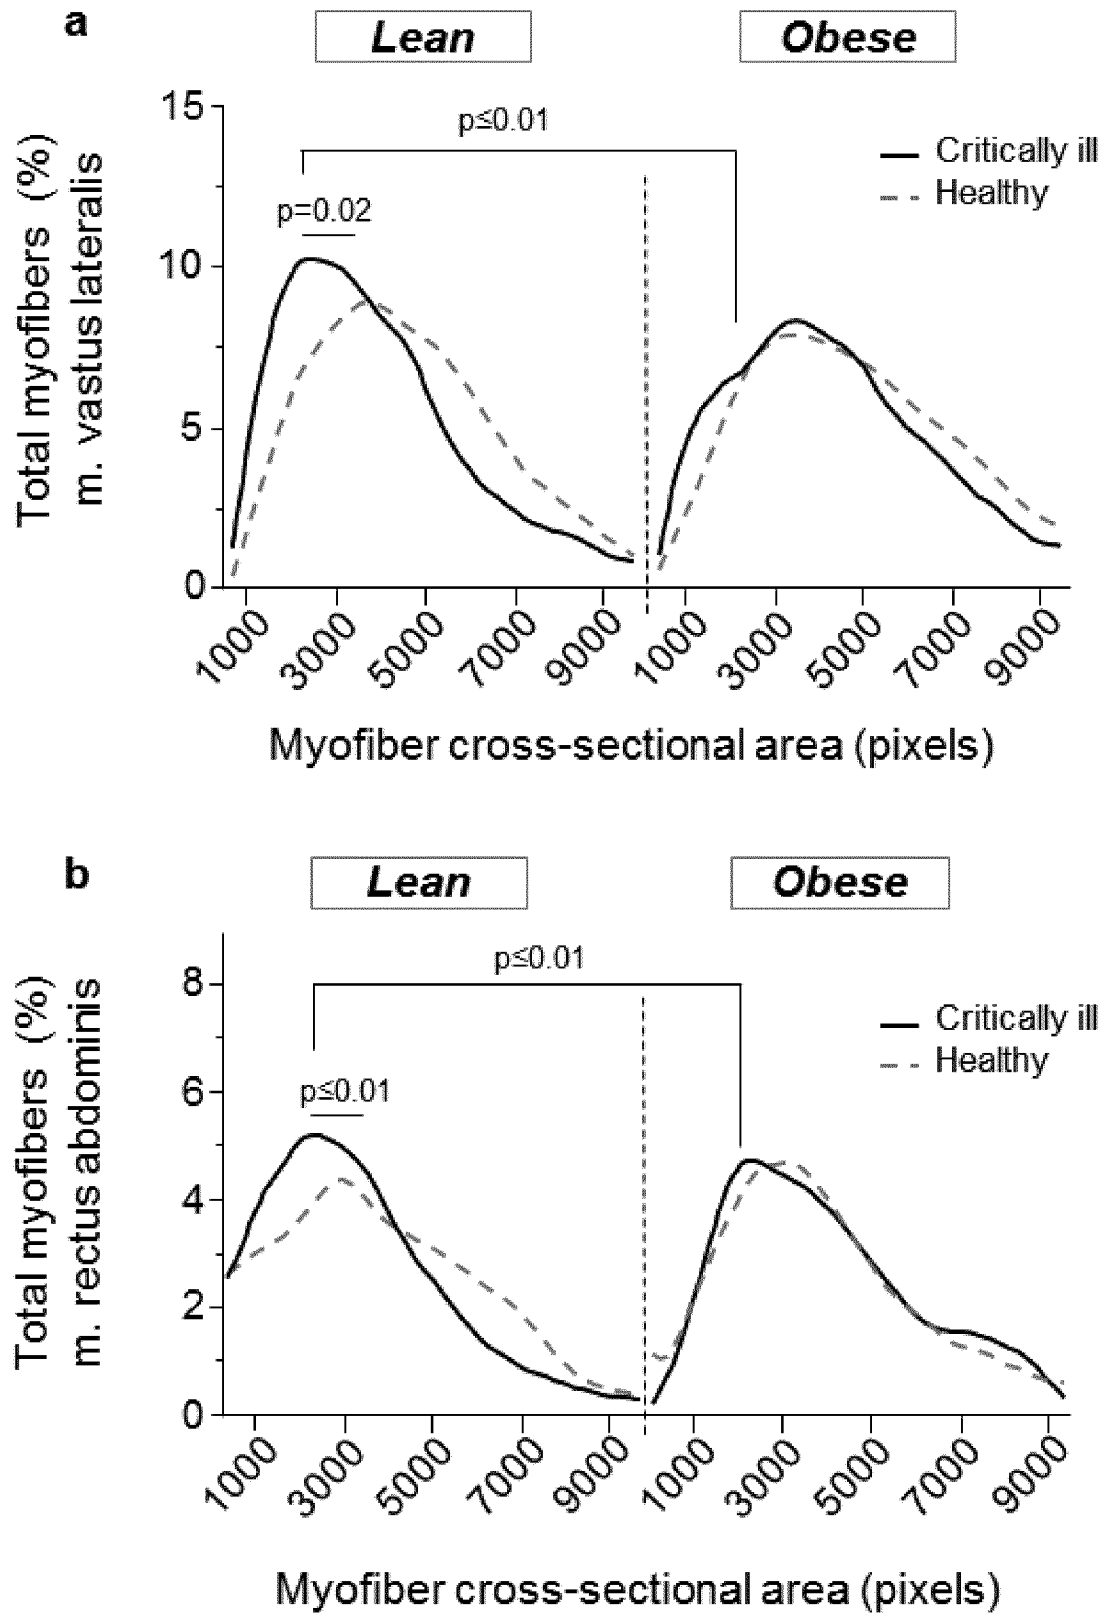 a
Lean
Obese
Total myofibers (%)
m. vastus lateralis
15
10
5
0
p≤0.01
p=0.02
Critically ill
Healthy
1000 3000 5000 7000 9000 1000 3000 5000 7000 9000
Myofiber cross-sectional area (pixels)
b
Lean
Obese
Total myofibers (%)
m. rectus abdominis
8
6
4
2
0
p≤0.01
p≤0.01
Critically ill
Healthy
1000 3000 5000 7000 9000 1000 3000 5000 7000 9000
Myofiber cross-sectional area (pixels)